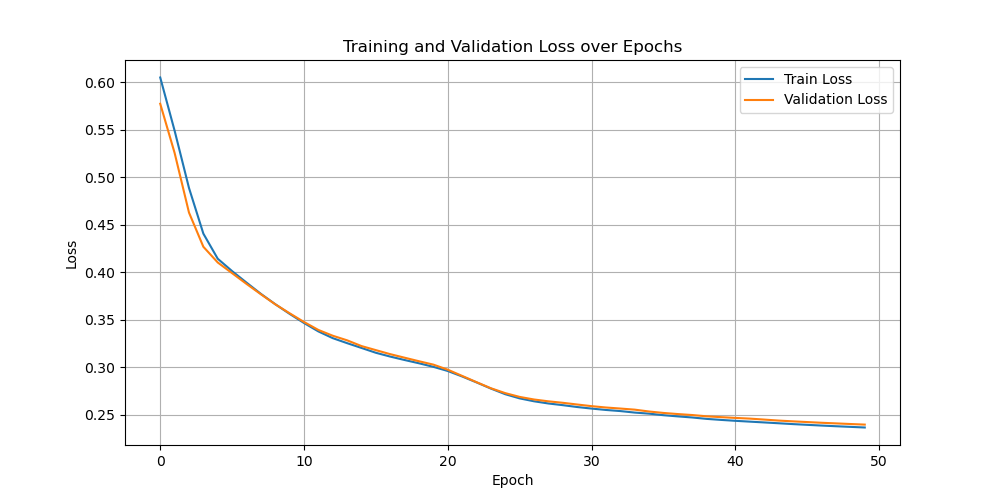 Training and Validation Loss over Epochs
Train Loss
Validation Loss
0.60
0.55
0.50
0.45
0.40
0.35
0.30
0.25
Loss
0 10 20 30 40 50
Epoch